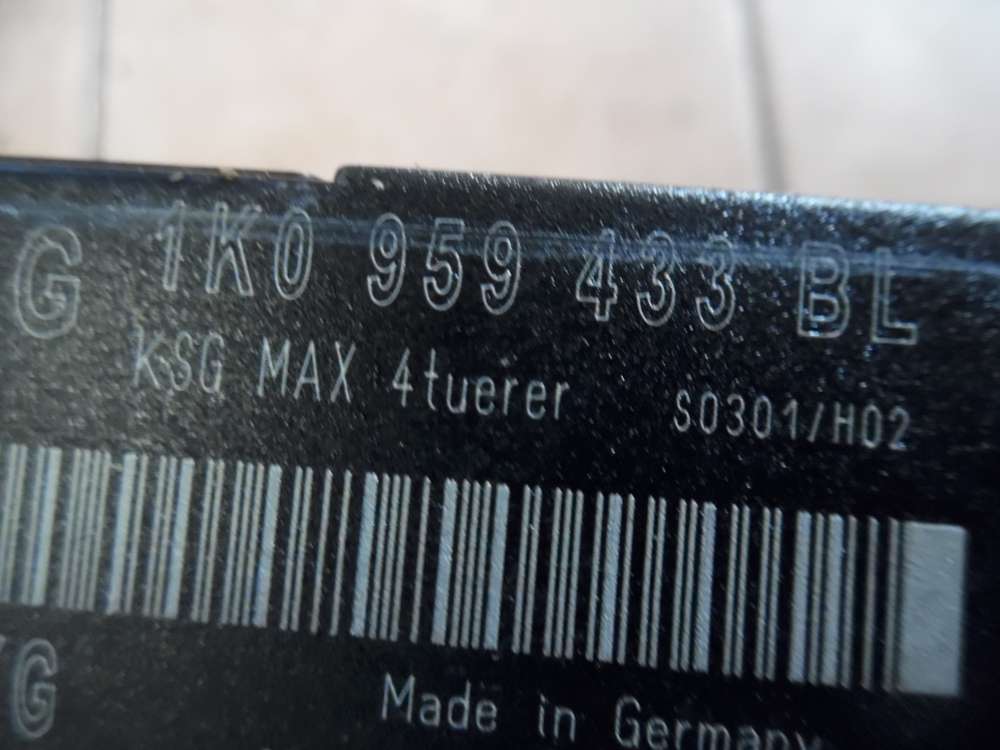 G 1K0 959 433 BL
KSG MAX 4tuerer S0301/H02
G
Made in Germany